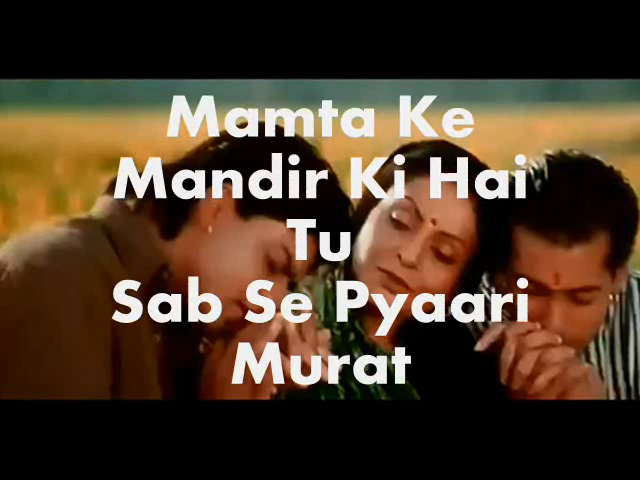 Mamta Ke
Mandir Ki Hai
Tu
Sab Se Pyaari
Murat